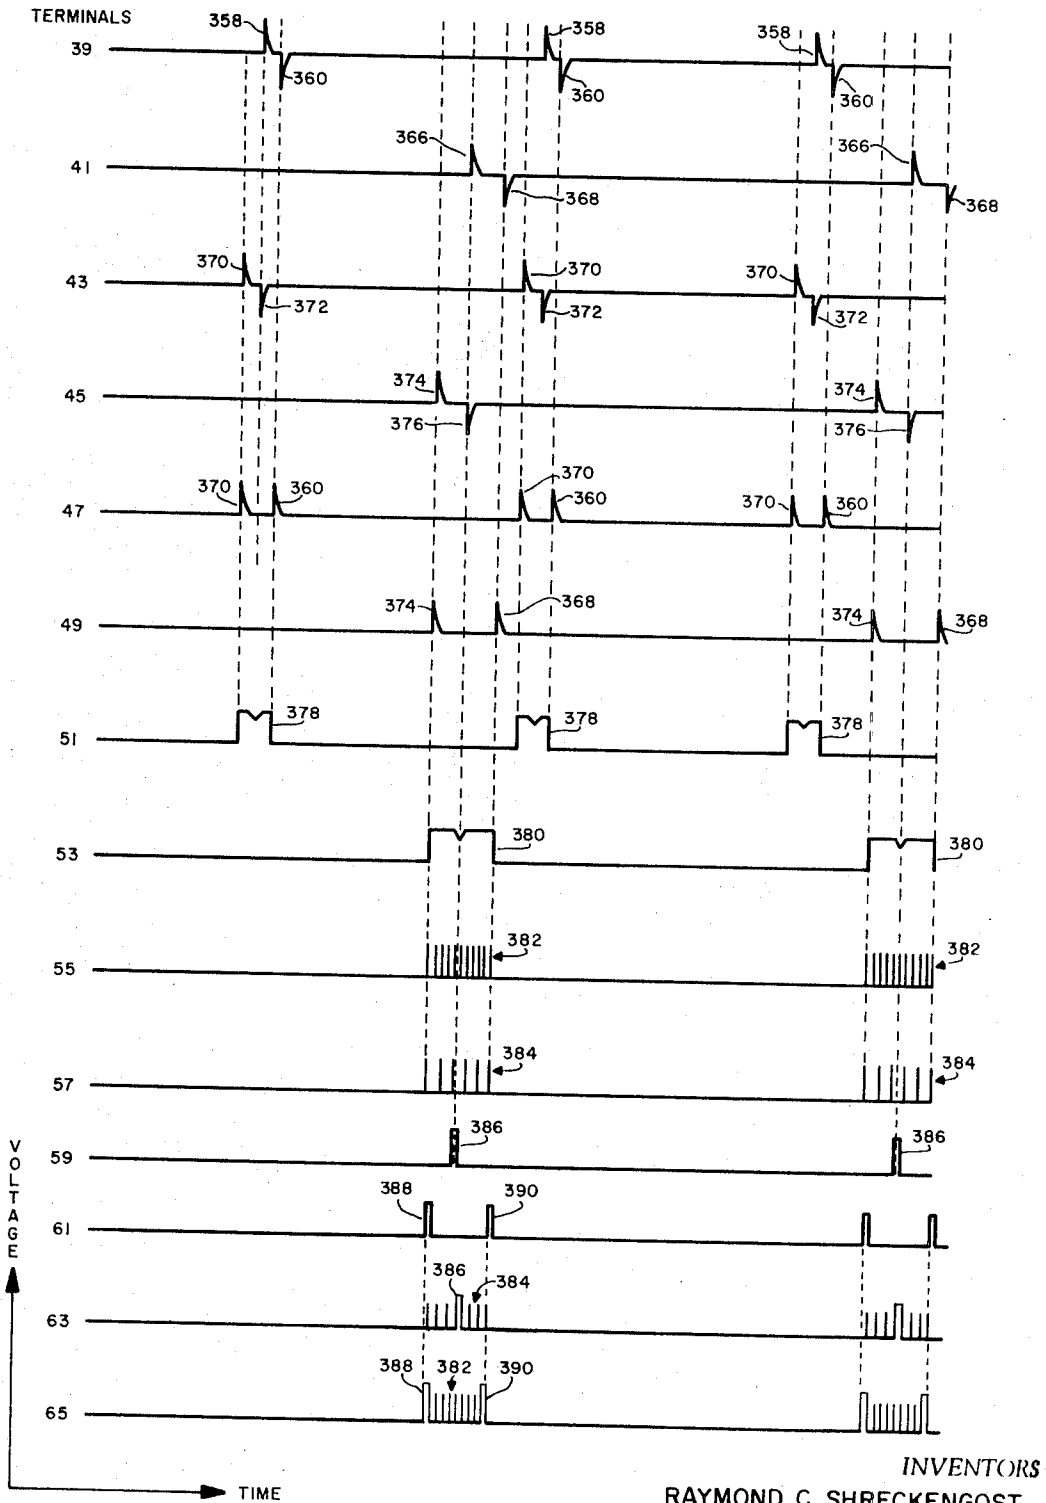 TERMINALS
39 358 360 358 360 358 360
41 366 368 366 368
43 370 372 370 372 370 372
45 374 376 374 376
47 370 360 370 360 370 360
49 374 368 374 368
51 378 378 378
53 380 380
55 382 382
57 384 384
59 386 386
61 388 390
63 386 384
65 388 382 390
VOLTAGE
TIME
INVENTORS
RAYMOND C. SHRECKENGOST